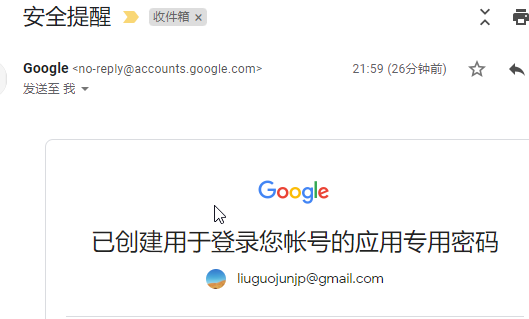 安全提醒 收件箱 ×
Google <no-reply@accounts.google.com> 21:59 (26分钟前)
发送至 我
Google
已创建用于登录您帐号的应用专用密码
liuguojunjp@gmail.com